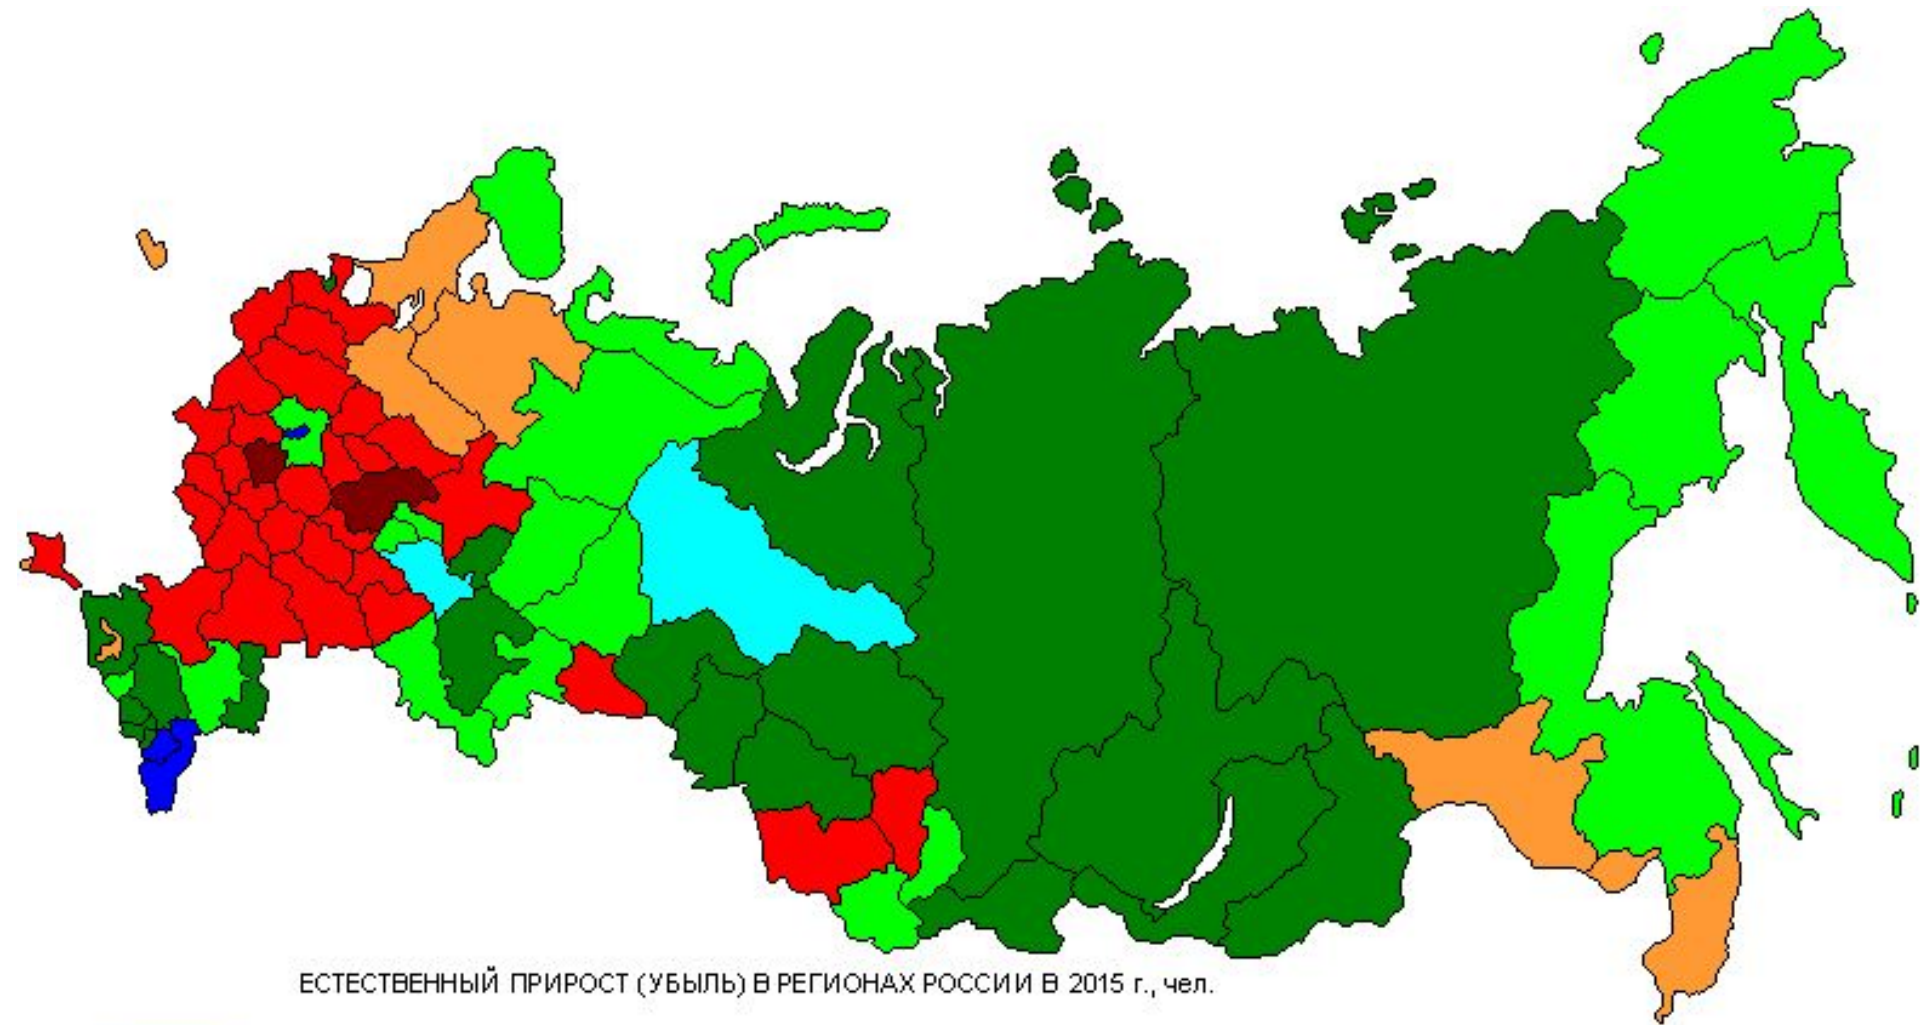 ЕСТЕСТВЕННЫЙ ПРИРОСТ (УБЫЛЬ) В РЕГИОНАХ РОССИИ В 2015 г., чел.